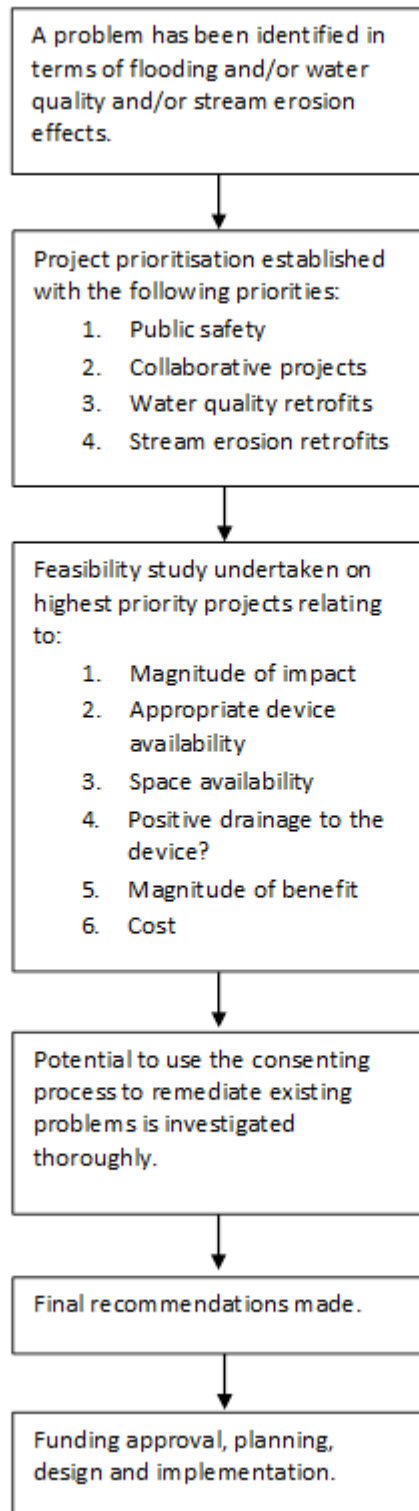 A problem has been identified in
terms of flooding and/or water
quality and/or stream erosion
effects.
Project prioritisation established
with the following priorities:
1. Public safety
2. Collaborative projects
3. Water quality retrofits
4. Stream erosion retrofits
Feasibility study undertaken on
highest priority projects relating
to:
1. Magnitude of impact
2. Appropriate device
availability
3. Space availability
4. Positive drainage to the
device?
5. Magnitude of benefit
6. Cost
Potential to use the consenting
process to remediate existing
problems is investigated
thoroughly.
Final recommendations made.
Funding approval, planning,
design and implementation.